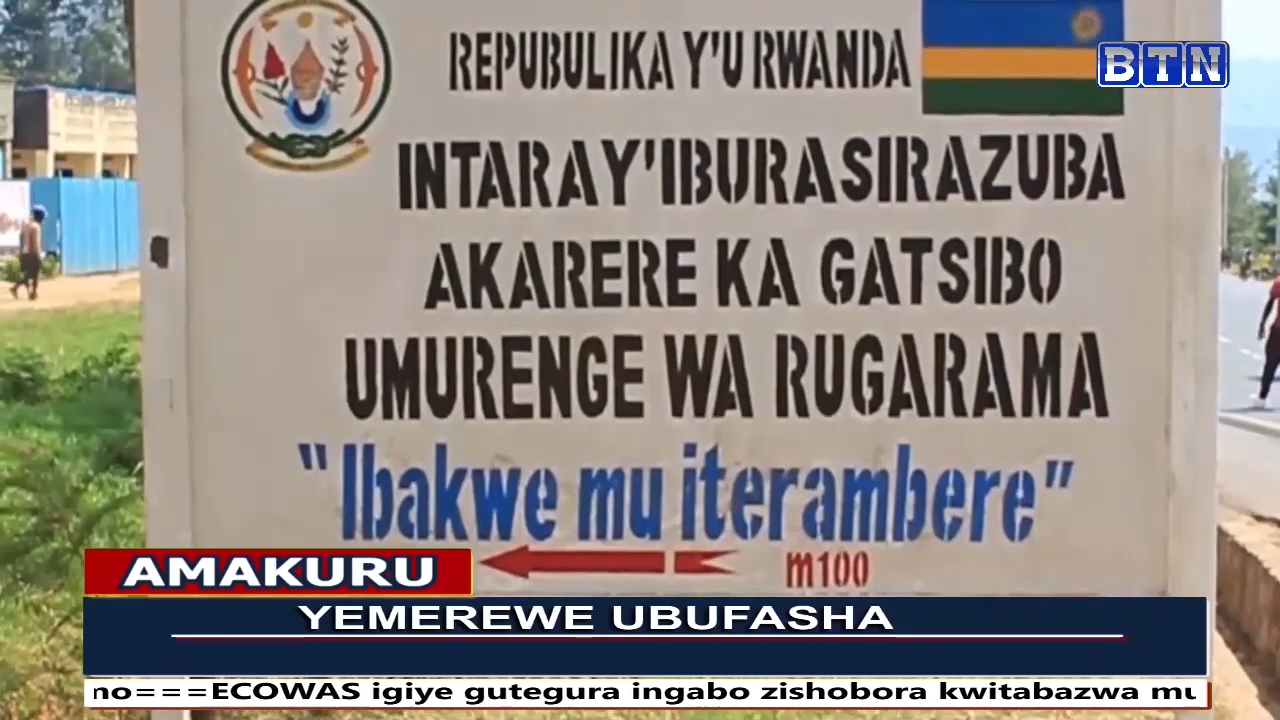 REPUBULIKA Y'U RWANDA
BTN
INTARA Y'IBURASIRAZUBA
AKARERE KA GATSIBO
UMURENGE WA RUGARAMA
"Ibakwe mu iterambere"
m100
AMAKURU
YEMEREWE UBUFASHA
no===ECOWAS igiye gutegura ingabo zishobora kwitabazwa mu